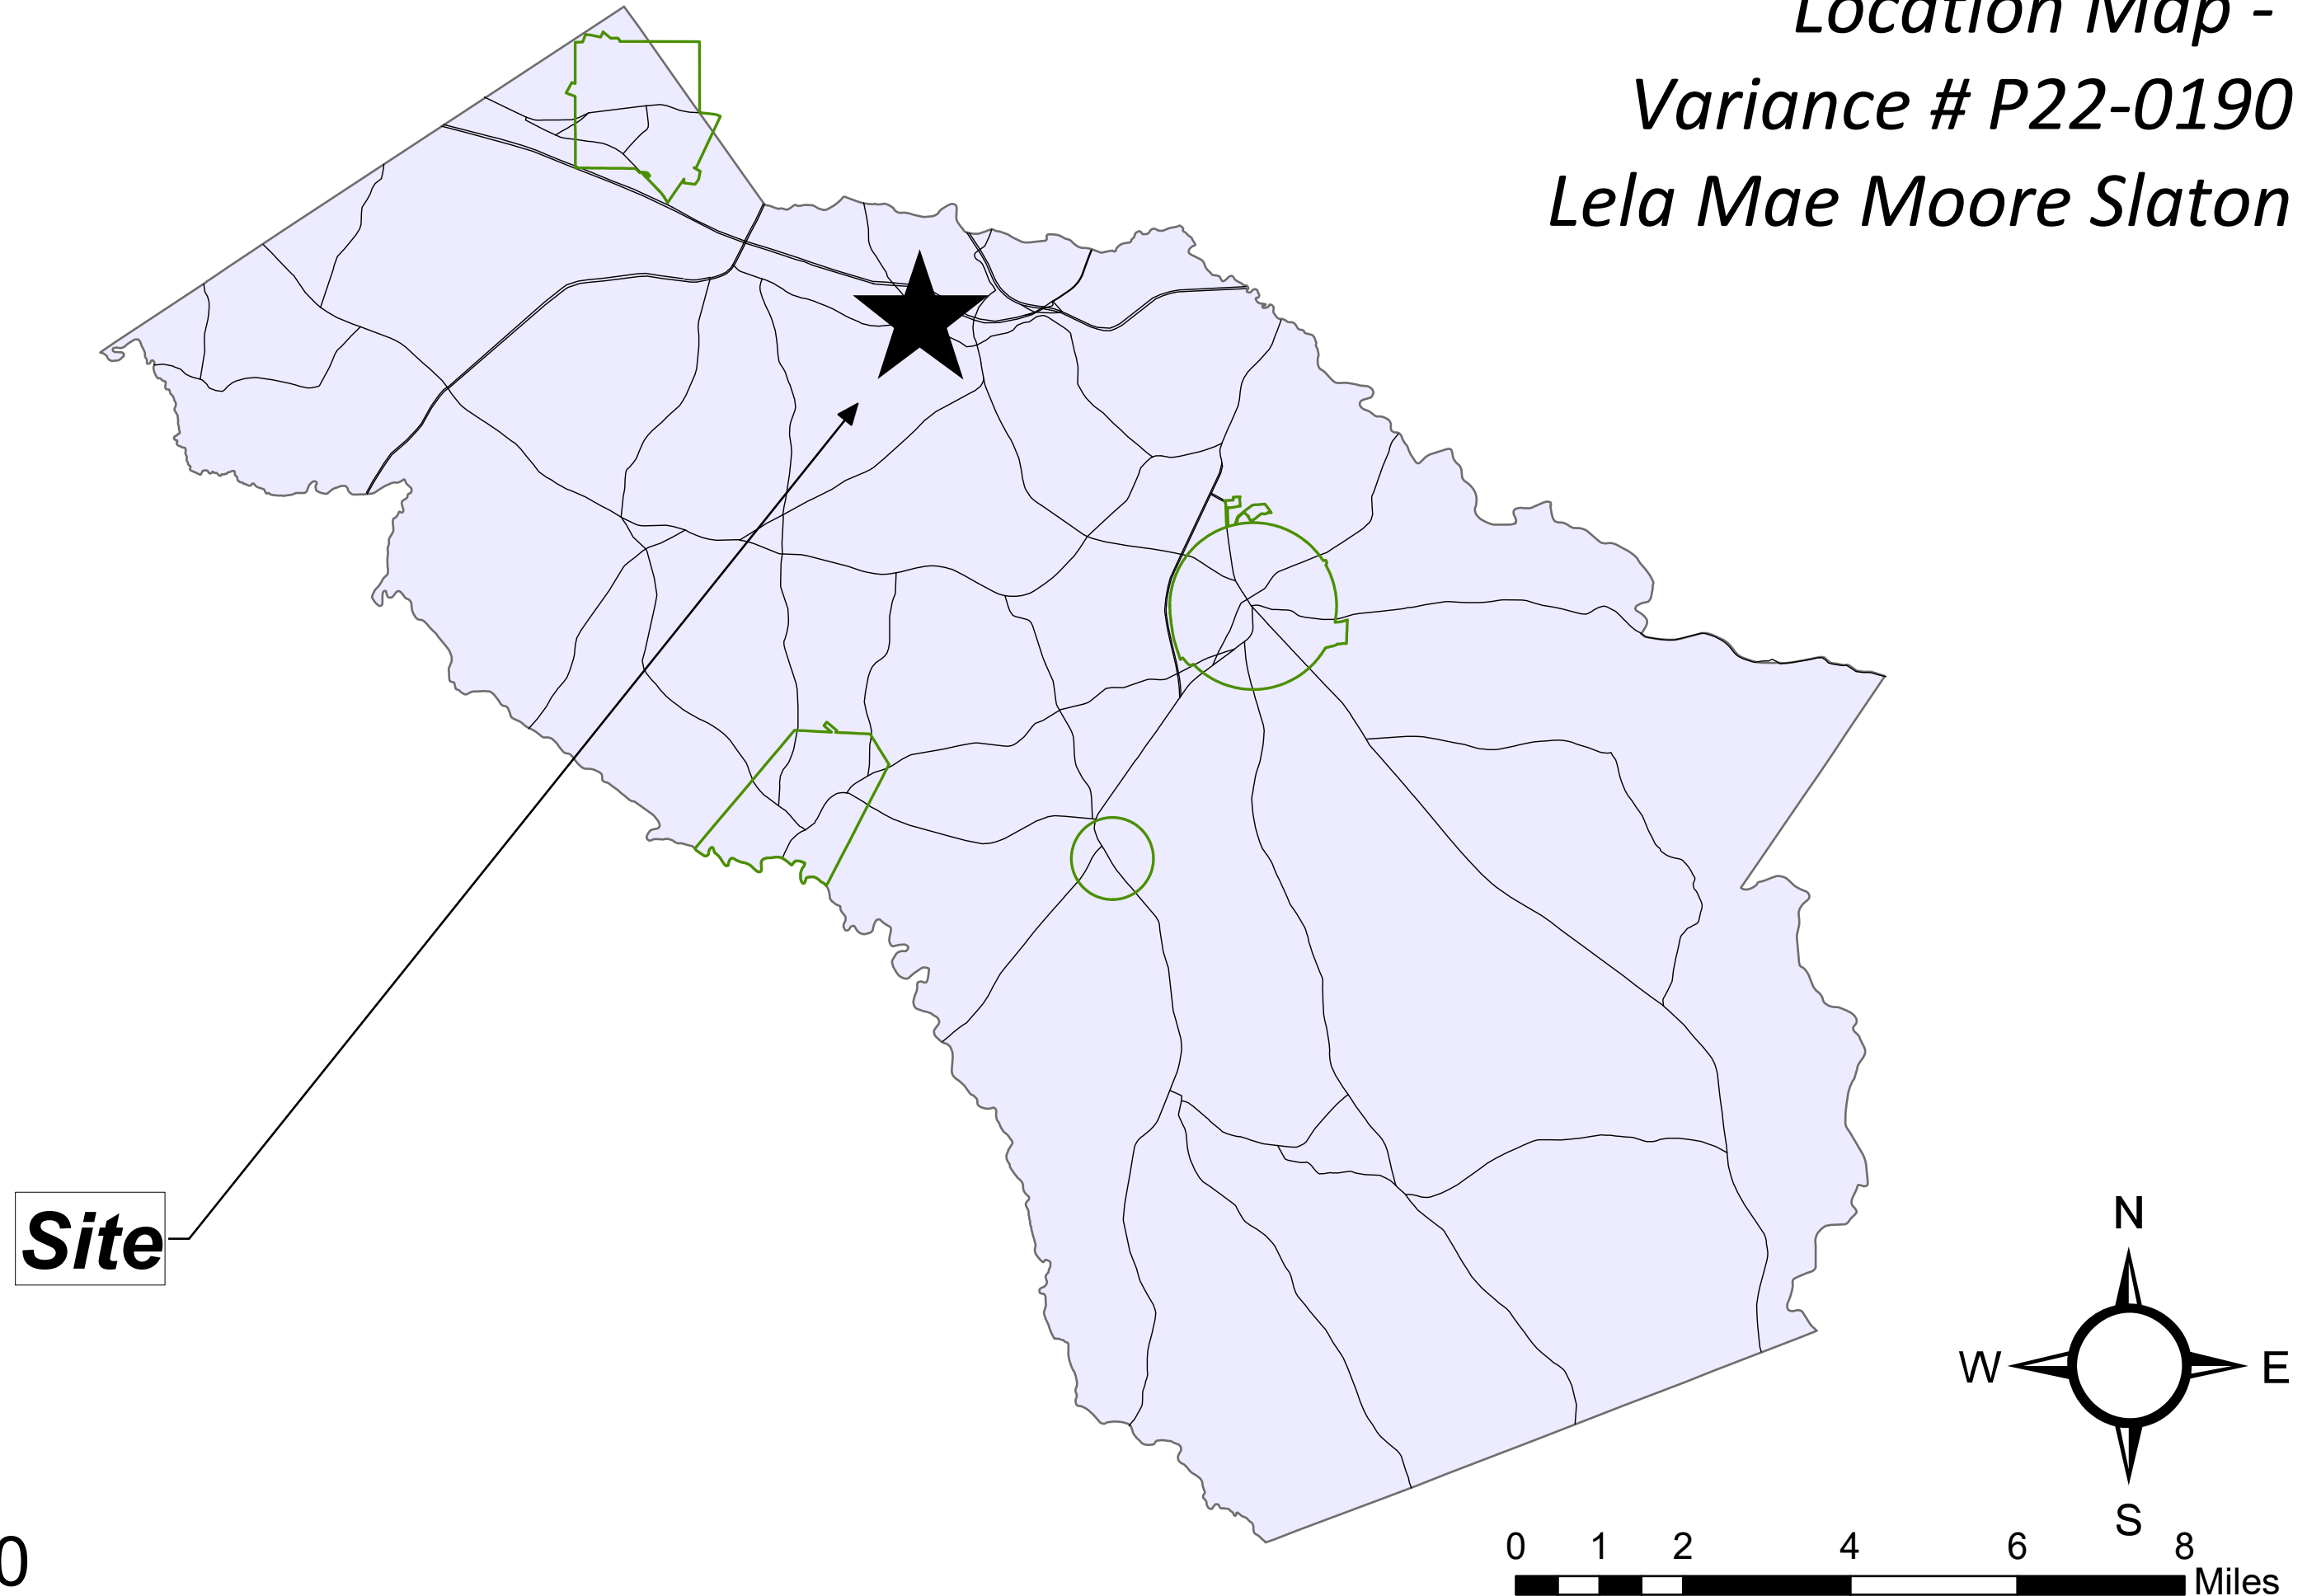 Location Map -
Variance # P22-0190
Lela Mae Moore Slaton
Site
N
W E
S
0 1 2 4 6 8
Miles
0